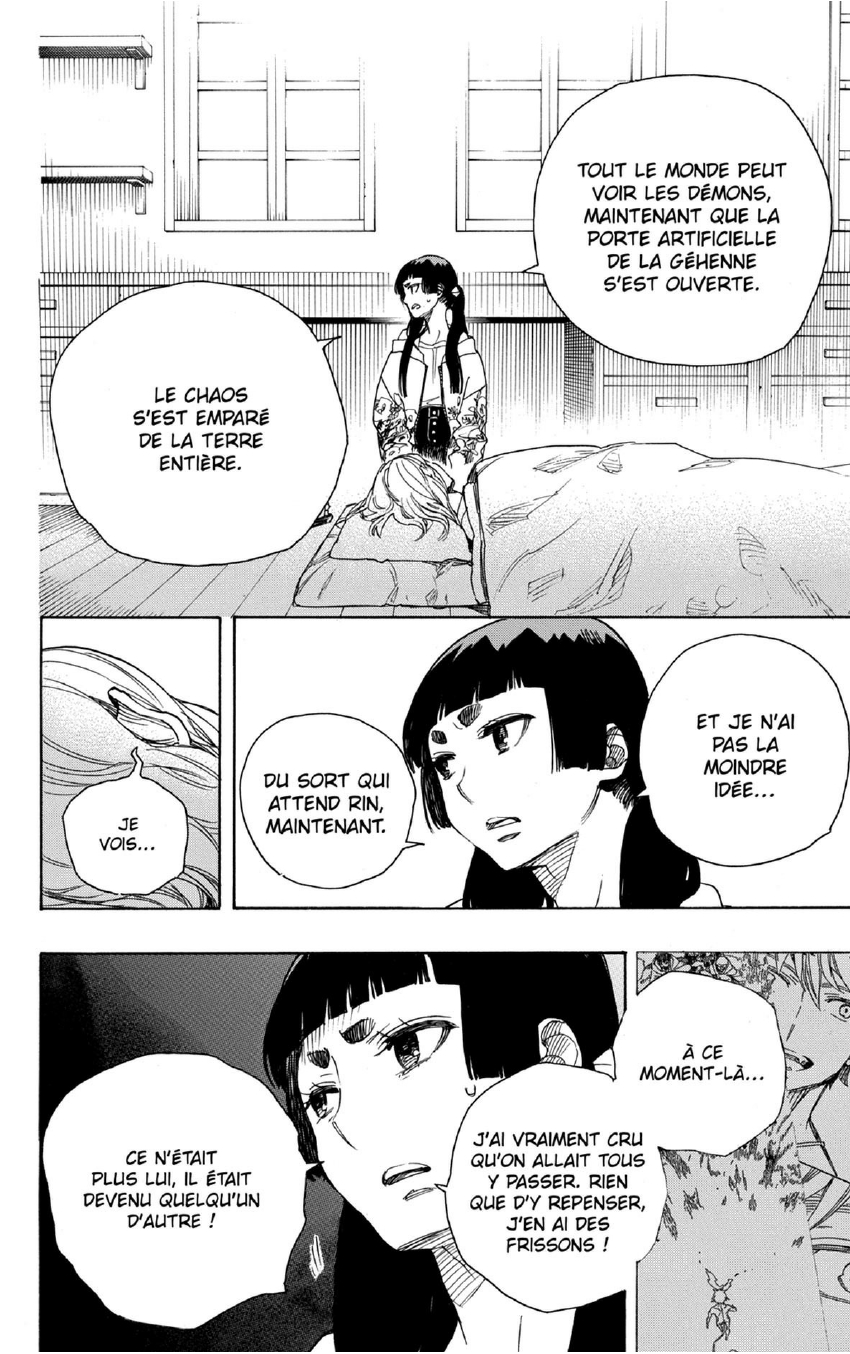 TOUT LE MONDE PEUT
VOIR LES DÉMONS,
MAINTENANT QUE LA
PORTE ARTIFICIELLE
DE LA GÉHENNE
S'EST OUVERTE.
LE CHAOS
S'EST EMPARÉ
DE LA TERRE
ENTIÈRE.
ET JE N'AI
PAS LA
MOINDRE
IDÉE...
DU SORT QUI
ATTEND RIN,
MAINTENANT.
JE
VOIS...
À CE
MOMENT-LÀ...
J'AI VRAIMENT CRU
QU'ON ALLAIT TOUS
Y PASSER. RIEN
QUE D'Y REPENSER,
J'EN AI DES
FRISSONS !
CE N'ÉTAIT
PLUS LUI, IL ÉTAIT
DEVENU QUELQU'UN
D'AUTRE !